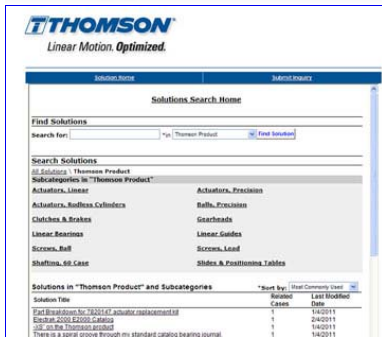 THOMSON
Linear Motion. Optimized.
Solution Home Submit Inquiry
Solutions Search Home
Find Solutions
Search for: *in Thomson Product Find Solution
Search Solutions
All Solutions \ Thomson Product
Subcategories in "Thomson Product"
Actuators, Linear Actuators, Precision
Actuators, Rodless Cylinders Balls, Precision
Clutches & Brakes Gearheads
Linear Bearings Linear Guides
Screws, Ball Screws, Lead
Shafting, 60 Case Slides & Positioning Tables
Solutions in "Thomson Product" and Subcategories *Sort by: Most Commonly Used
Solution Title Related Cases Last Modified Date
Part Breakdown for 7820147 actuator replacement kit 1 1/4/2011
Electrak 2000 E2000 Catalog 1 2/4/2011
-XS" on the Thomson product 1 1/4/2011
There is a spiral groove through my standard catalog bearing journal. 1 1/4/2011